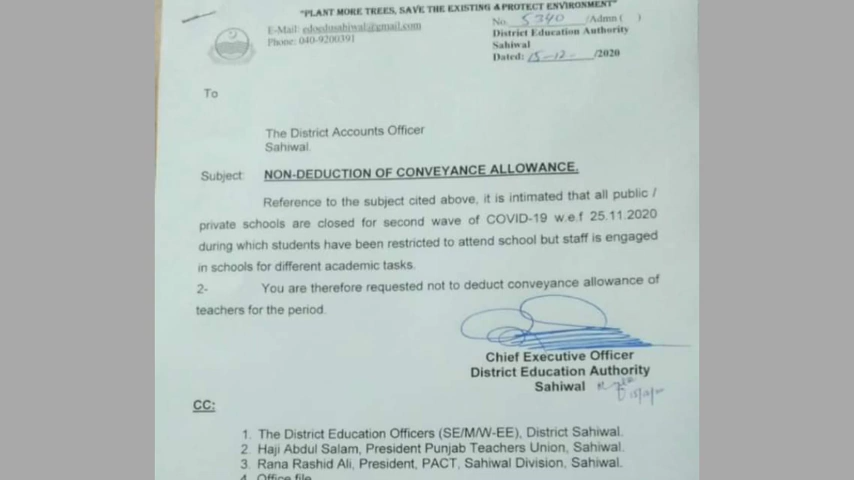 "PLANT MORE TREES, SAVE THE EXISTING & PROTECT ENVIRONMENT"
No. 5340 /Admn ( )
E-Mail: edoedusahiwal@gmail.com
Phone: 040-9200391
District Education Authority
Sahiwal
Dated: 15-12- /2020
To
The District Accounts Officer
Sahiwal.
Subject: NON-DEDUCTION OF CONVEYANCE ALLOWANCE.
Reference to the subject cited above, it is intimated that all public /
private schools are closed for second wave of COVID-19 w.e.f 25.11.2020
during which students have been restricted to attend school but staff is engaged
in schools for different academic tasks.
2- You are therefore requested not to deduct conveyance allowance of
teachers for the period.
Chief Executive Officer
District Education Authority
Sahiwal
CC:
1. The District Education Officers (SE/M/W-EE), District Sahiwal.
2. Haji Abdul Salam, President Punjab Teachers Union, Sahiwal.
3. Rana Rashid Ali, President, PACT, Sahiwal Division, Sahiwal.
4. Office file